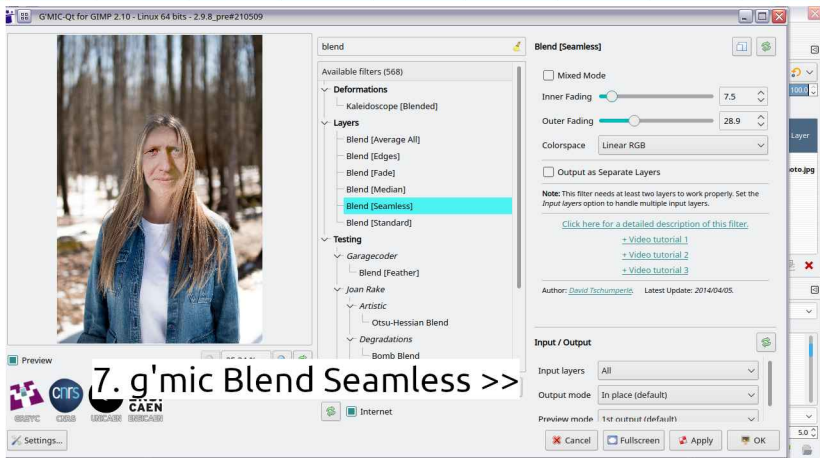 G'MIC-Qt for GIMP 2.10 - Linux 64 bits - 2.9.8_pre#210509
blend
Available filters (568)
Deformations
Kaleidoscope [Blended]
Layers
Blend [Average All]
Blend [Edges]
Blend [Fade]
Blend [Median]
Blend [Seamless]
Blend [Standard]
Testing
Garagecoder
Blend [Feather]
Joan Rake
Artistic
Otsu-Hessian Blend
Degradations
Bomb Blend
Internet
Blend [Seamless]
Mixed Mode
Inner Fading 7.5
Outer Fading 28.9
Colorspace Linear RGB
Output as Separate Layers
Note: This filter needs at least two layers to work properly. Set the
Input layers option to handle multiple input layers.
Click here for a detailed description of this filter.
+ Video tutorial 1
+ Video tutorial 2
+ Video tutorial 3
Author: David Tschumperlé. Latest Update: 2014/04/05.
Input / Output
Input layers All
Output mode In place (default)
Preview mode 1st output (default)
Preview
7. g'mic Blend Seamless >>
GREYC
cnrs
CNRS
UNICAEN
CAEN
ENSICAEN
Settings...
Cancel
Fullscreen
Apply
OK
100.0
Layer
oto.jpg
5.0